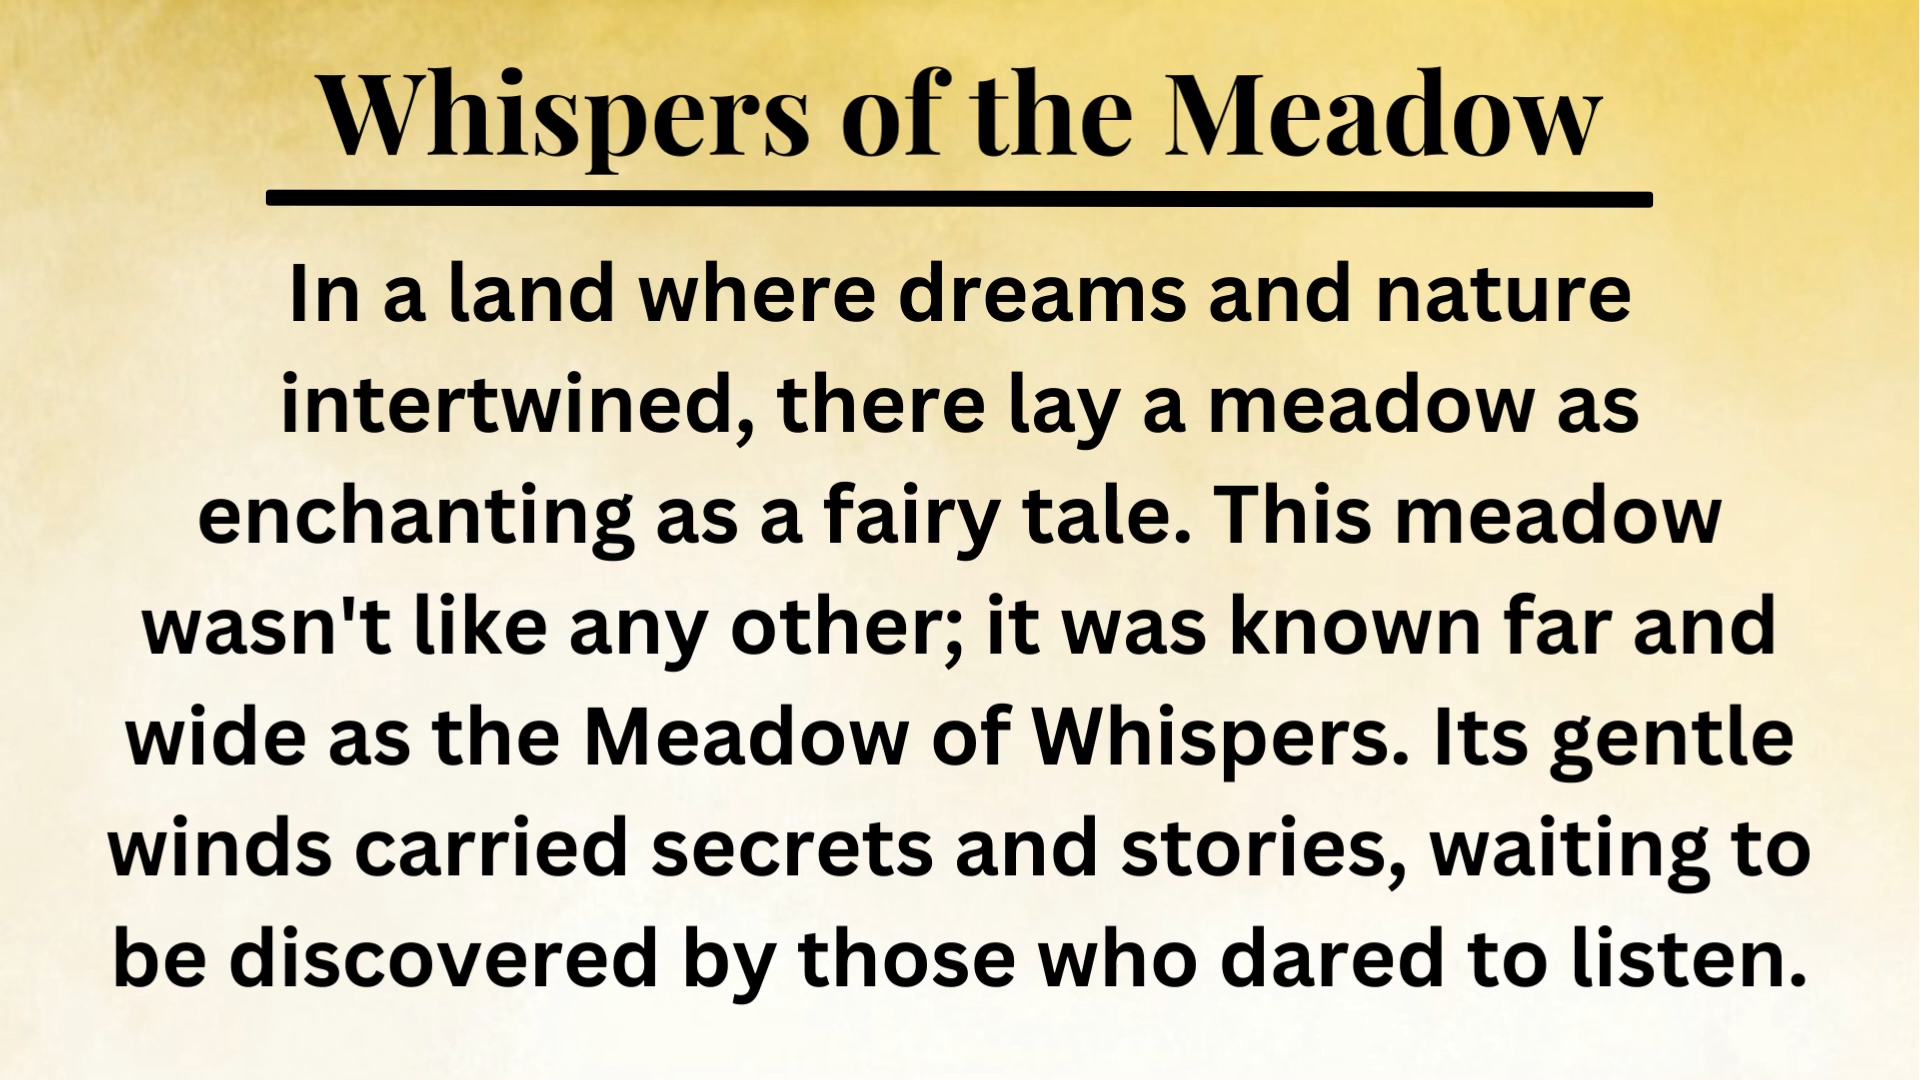 Whispers of the Meadow
In a land where dreams and nature
intertwined, there lay a meadow as
enchanting as a fairy tale. This meadow
wasn't like any other; it was known far and
wide as the Meadow of Whispers. Its gentle
winds carried secrets and stories, waiting to
be discovered by those who dared to listen.